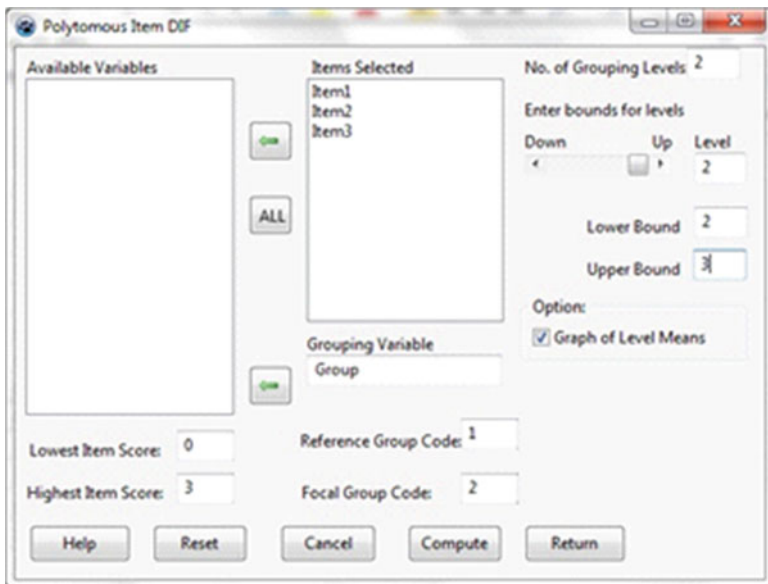 Polytomous Item DIF
Available Variables
Items Selected
Item1
Item2
Item3
No. of Grouping Levels 2
Enter bounds for levels
Down Up Level
2
ALL
Lower Bound 2
Upper Bound 3
Option:
Graph of Level Means
Grouping Variable
Group
Lowest Item Score: 0
Reference Group Code: 1
Highest Item Score: 3
Focal Group Code: 2
Help Reset Cancel Compute Return